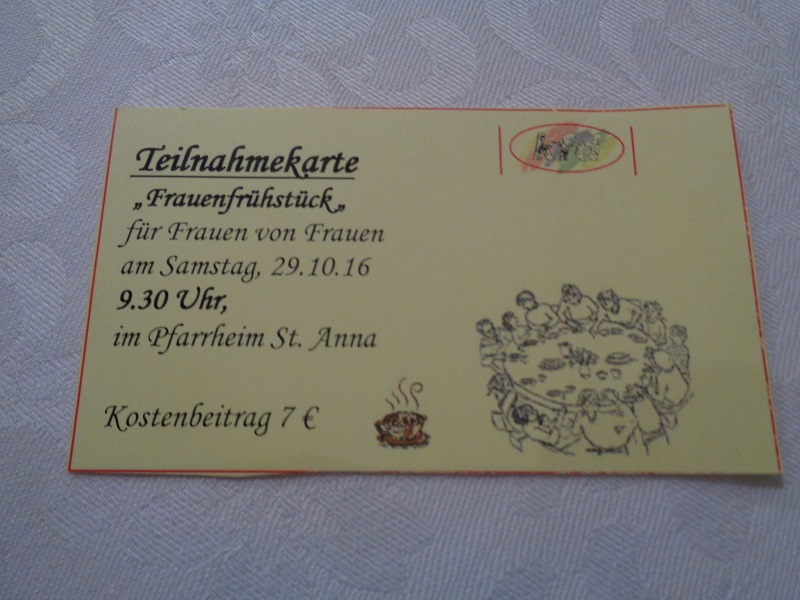 Teilnahmekarte
„Frauenfrühstück„
für Frauen von Frauen
am Samstag, 29.10.16
9.30 Uhr,
im Pfarrheim St. Anna
Kostenbeitrag 7 €